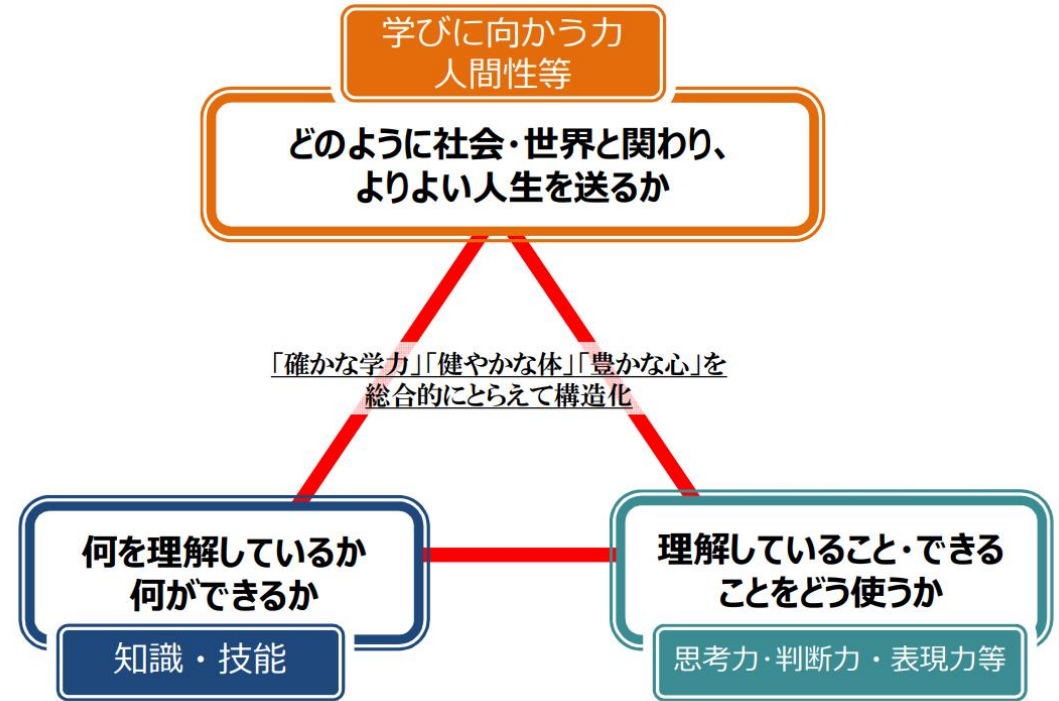 学びに向かう力
人間性等
どのように社会・世界と関わり、
よりよい人生を送るか
「確かな学力」「健やかな体」「豊かな心」を
総合的にとらえて構造化
何を理解しているか
何ができるか
知識・技能
理解していること・できる
ことをどう使うか
思考力・判断力・表現力等